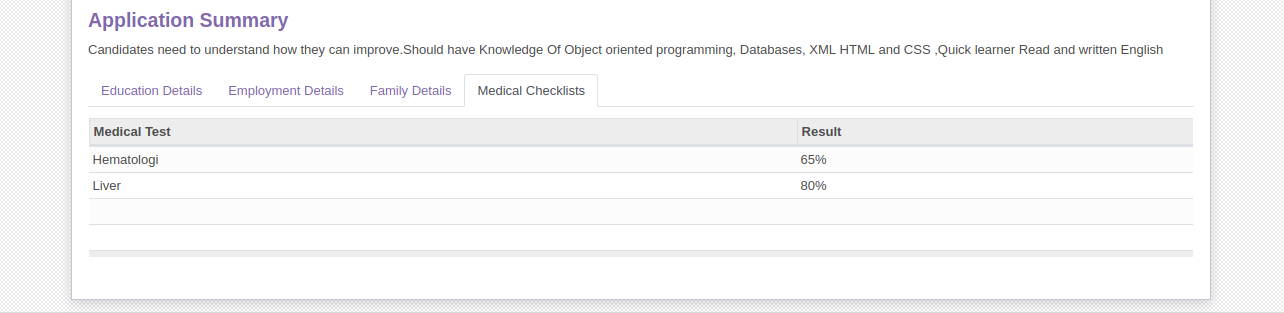 Application Summary
Candidates need to understand how they can improve.Should have Knowledge Of Object oriented programming, Databases, XML HTML and CSS ,Quick learner Read and written English
Education Details Employment Details Family Details Medical Checklists
Medical Test Result
Hematologi 65%
Liver 80%